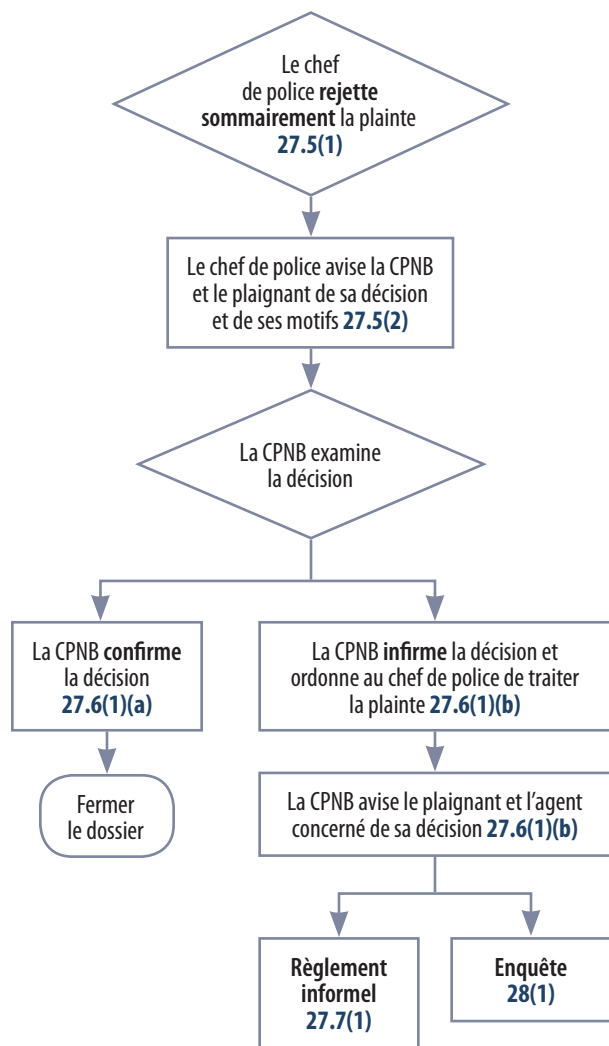 Le chef
de police rejette
sommairement la plainte
27.5(1)
Le chef de police avise la CPNB
et le plaignant de sa décision
et de ses motifs 27.5(2)
La CPNB examine
la décision
La CPNB confirme
la décision
27.6(1)(a)
Fermer
le dossier
La CPNB infirme la décision et
ordonne au chef de police de traiter
la plainte 27.6(1)(b)
La CPNB avise le plaignant et l'agent
concerné de sa décision 27.6(1)(b)
Règlement
informel
27.7(1)
Enquête
28(1)